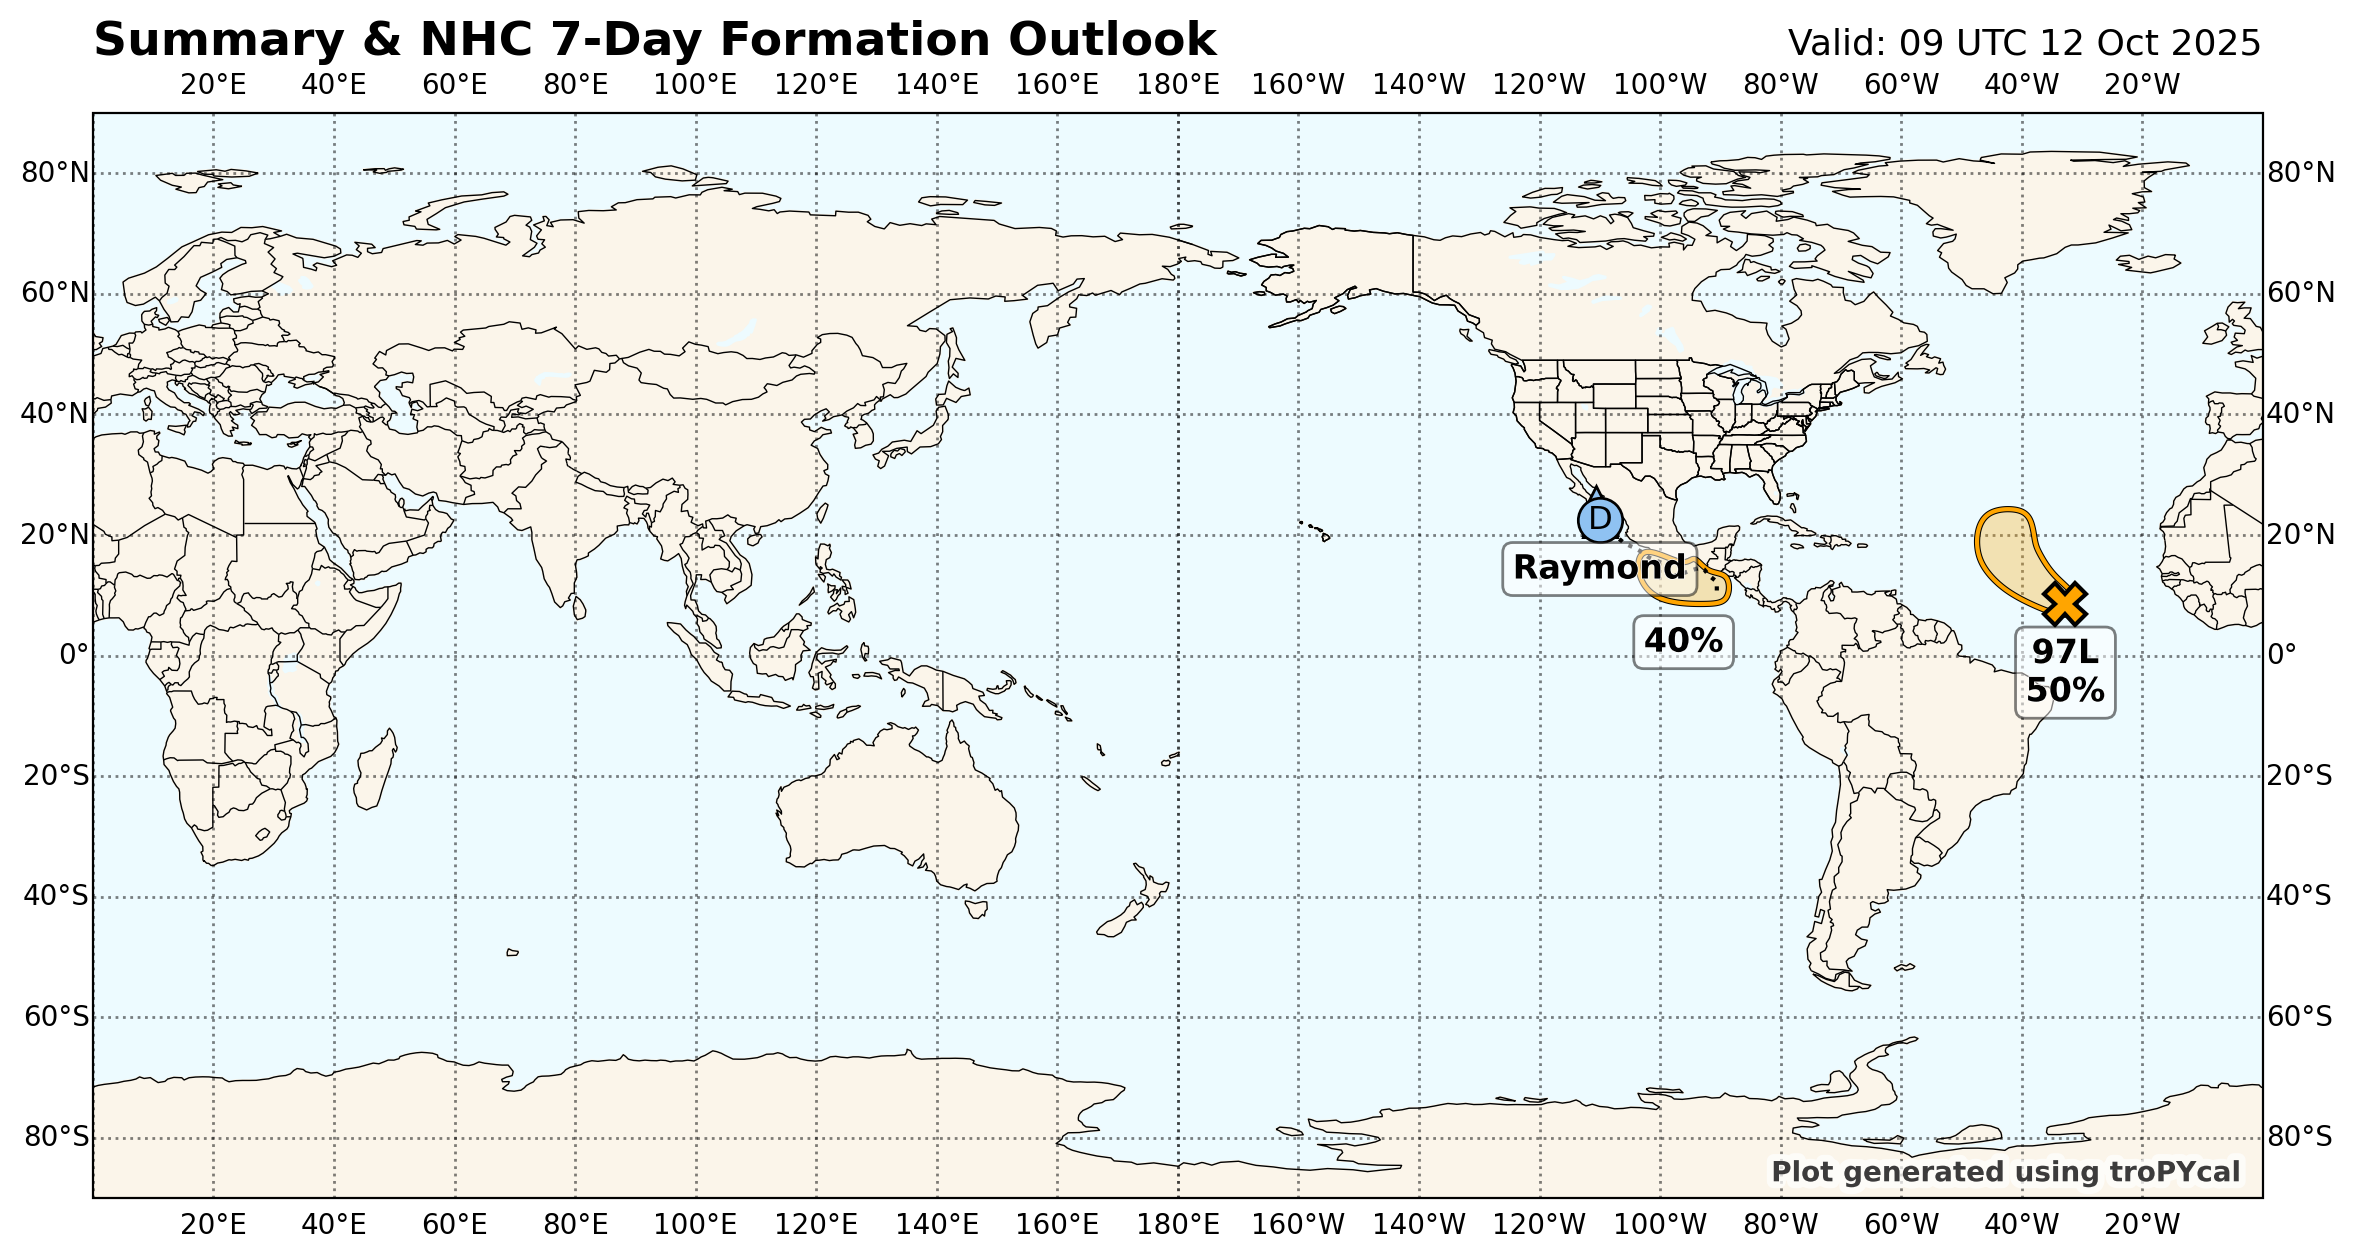 Summary & NHC 7-Day Formation Outlook
Valid: 09 UTC 12 Oct 2025
20°E 40°E 60°E 80°E 100°E 120°E 140°E 160°E 180°E 160°W 140°W 120°W 100°W 80°W 60°W 40°W 20°W
80°N 80°N
60°N 60°N
40°N 40°N
D
20°N 20°N
Raymond
40%
0° 0°
97L
50%
20°S 20°S
40°S 40°S
60°S 60°S
80°S 80°S
Plot generated using troPYcal
20°E 40°E 60°E 80°E 100°E 120°E 140°E 160°E 180°E 160°W 140°W 120°W 100°W 80°W 60°W 40°W 20°W